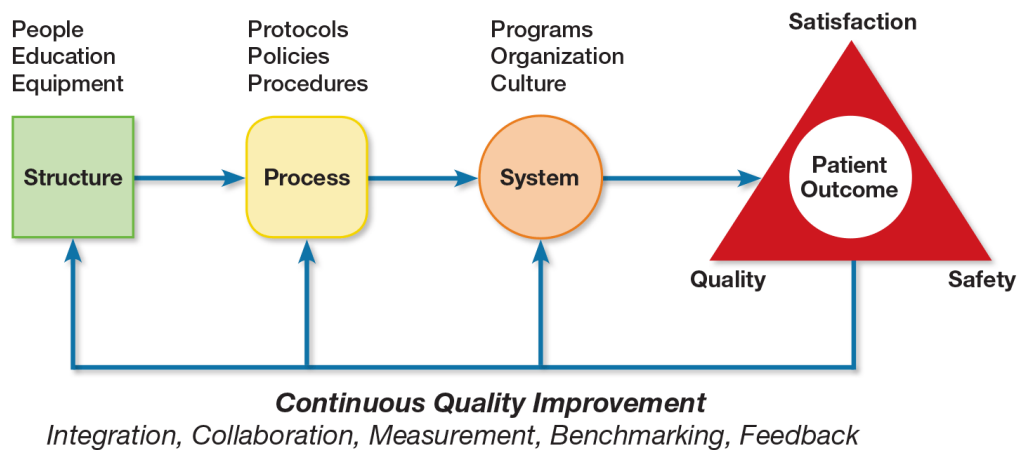 People
Education
Equipment
Structure
Protocols
Policies
Procedures
Process
Programs
Organization
Culture
System
Satisfaction
Patient
Outcome
Quality
Safety
Continuous Quality Improvement
Integration, Collaboration, Measurement, Benchmarking, Feedback